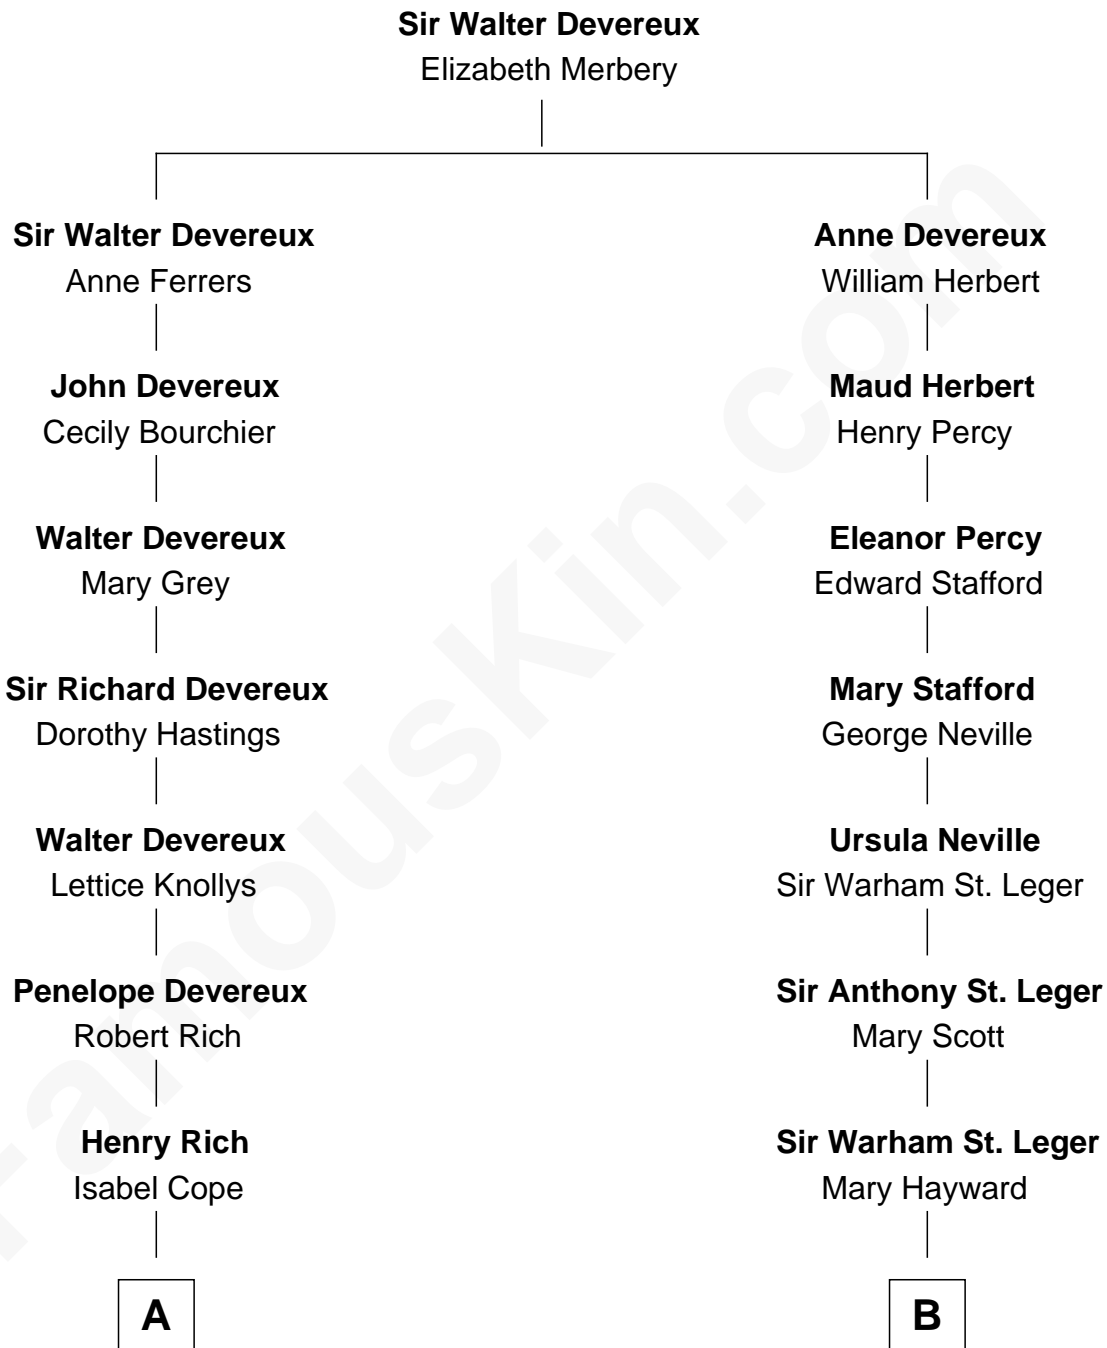 Sir Walter Devereux
Elizabeth Merbery
Sir Walter Devereux
Anne Ferrers
John Devereux
Cecily Bourchier
Walter Devereux
Mary Grey
Sir Richard Devereux
Dorothy Hastings
Walter Devereux
Lettice Knollys
Penelope Devereux
Robert Rich
Henry Rich
Isabel Cope
A
Anne Devereux
William Herbert
Maud Herbert
Henry Percy
Eleanor Percy
Edward Stafford
Mary Stafford
George Neville
Ursula Neville
Sir Warham St. Leger
Sir Anthony St. Leger
Mary Scott
Sir Warham St. Leger
Mary Hayward
B
FamousKin.com